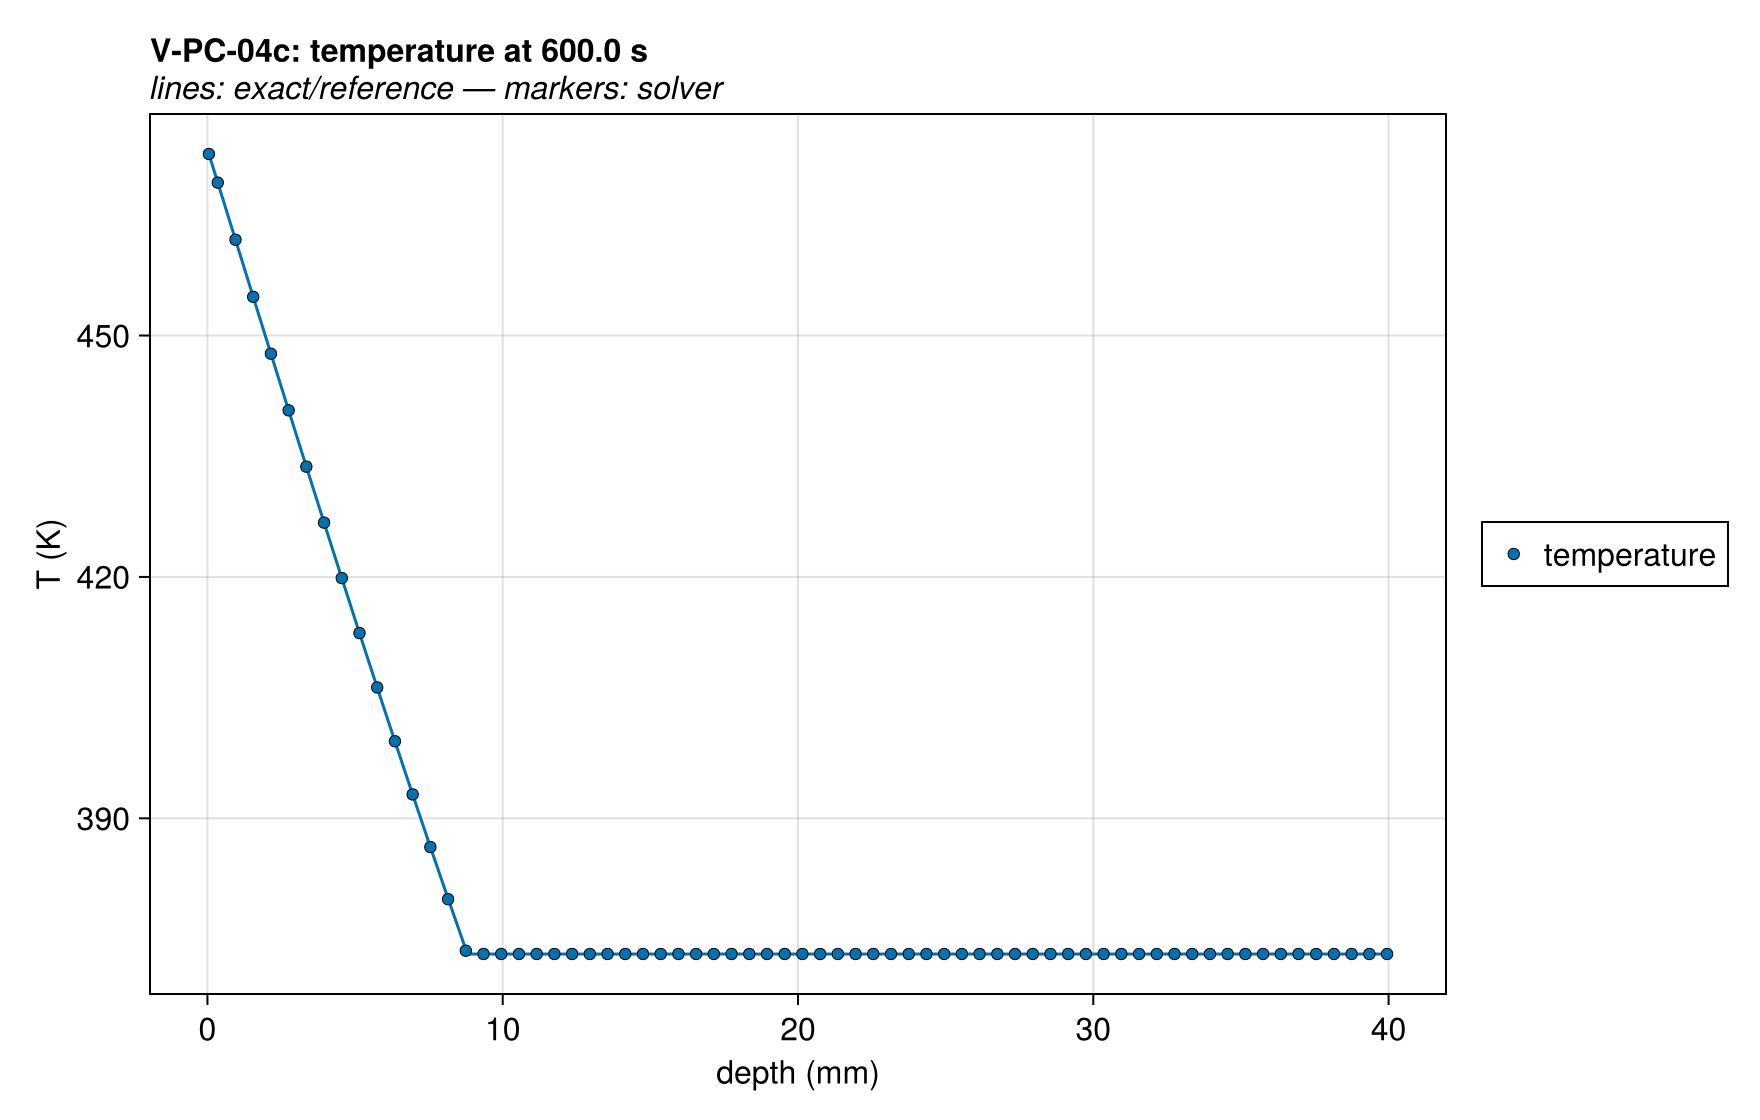 V-PC-04c: temperature at 600.0 s
lines: exact/reference — markers: solver
T (K)
450
420
390
0 10 20 30 40
depth (mm)
temperature